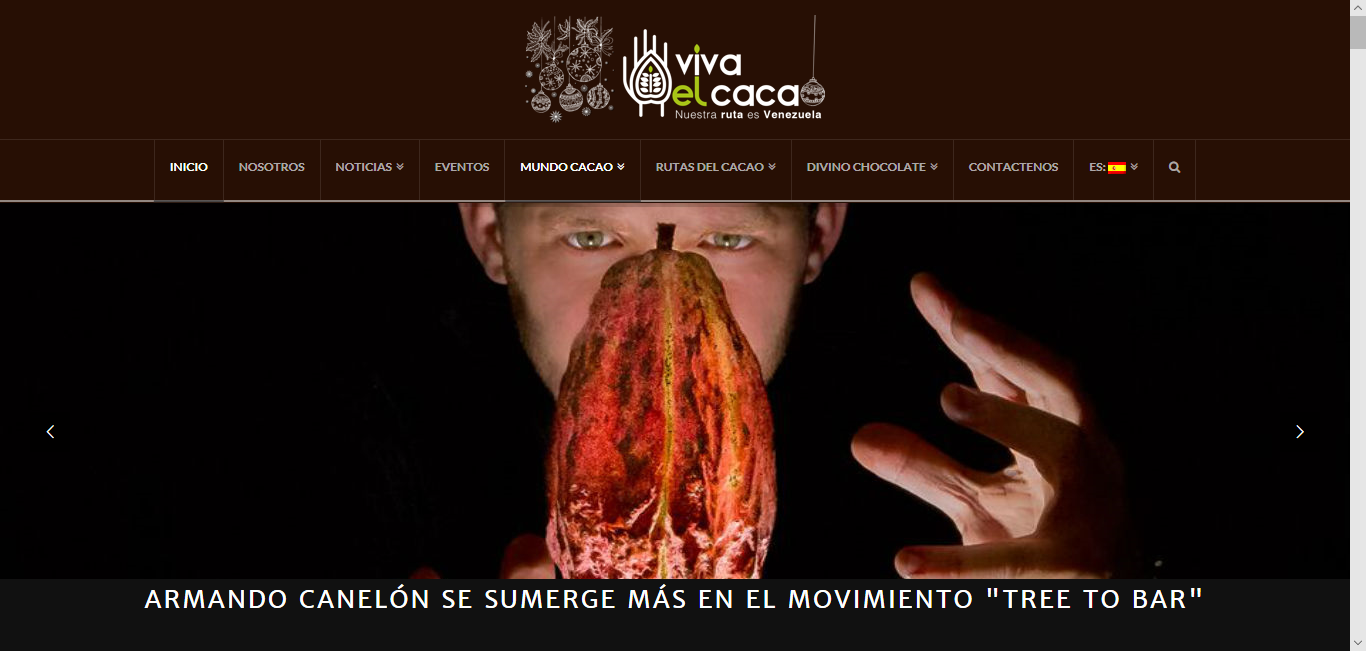 viva
el cacao
Nuestra ruta es Venezuela
INICIO
NOSOTROS
NOTICIAS
EVENTOS
MUNDO CACAO
RUTAS DEL CACAO
DIVINO CHOCOLATE
CONTACTENOS
ES:
ARMANDO CANELÓN SE SUMERGE MÁS EN EL MOVIMIENTO "TREE TO BAR"